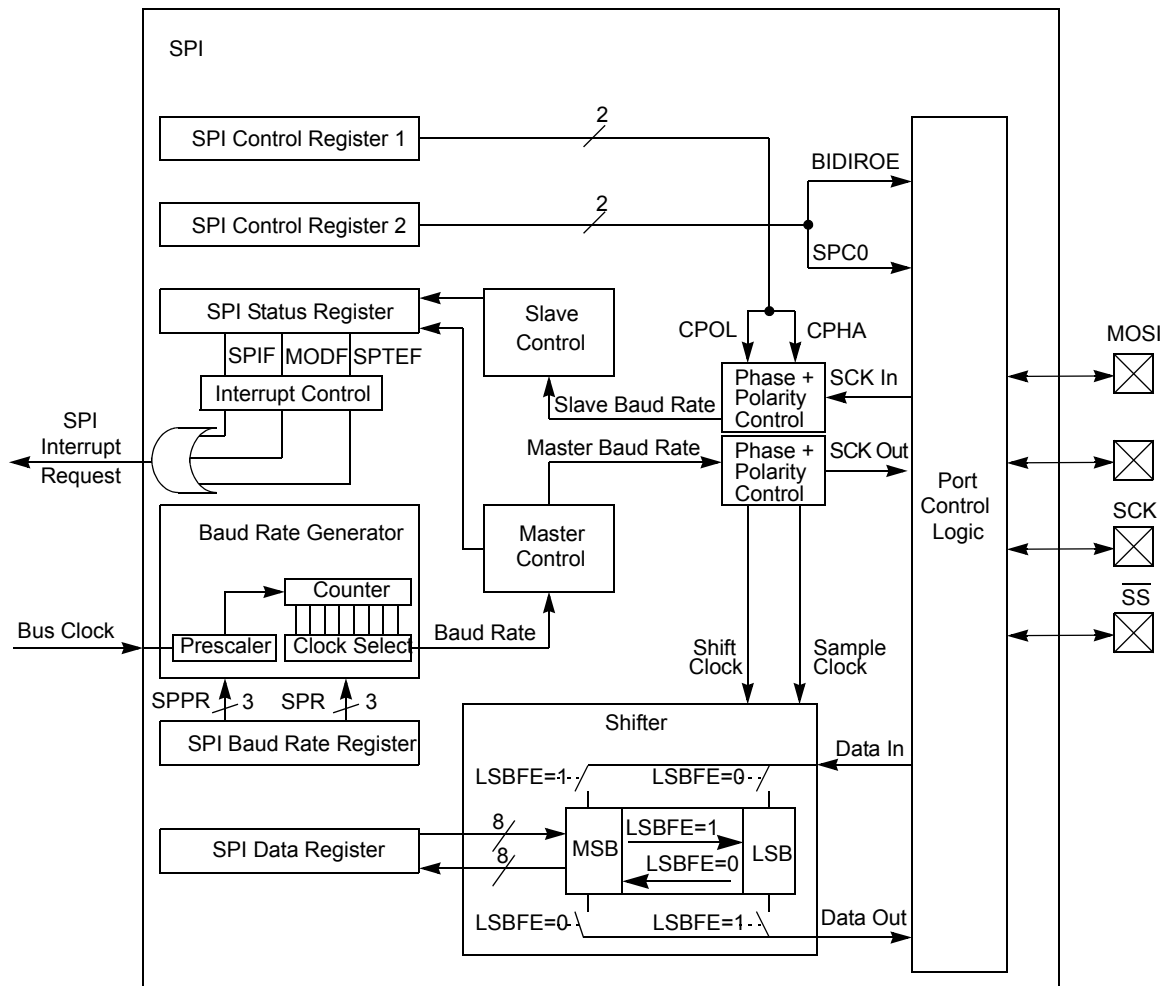 SPI
SPI Control Register 1
2
BIDIROE
SPI Control Register 2
2
SPC0
SPI Status Register
Slave
Control
CPOL
CPHA
MOSI
SPIF
MODF
SPTEF
Interrupt Control
Phase +
Polarity
Control
SCK In
Slave Baud Rate
SPI
Interrupt
Request
Master Baud Rate
Phase +
Polarity
Control
SCK Out
Port
Control
Logic
SCK
Baud Rate Generator
Master
Control
Counter
SS
Bus Clock
Prescaler
Clock Select
Baud Rate
Shift
Clock
Sample
Clock
SPPR
3
SPR
3
SPI Baud Rate Register
Shifter
Data In
LSBFE=1
LSBFE=0
SPI Data Register
8
8
MSB
LSBFE=1
LSBFE=0
LSB
LSBFE=0
LSBFE=1
Data Out